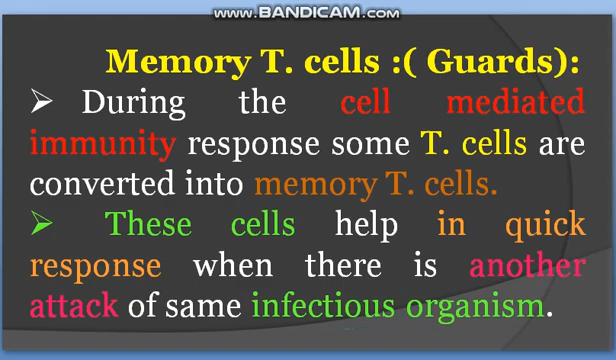 www.BANDICAM.com
Memory T. cells :( Guards):
➢ During the cell mediated
immunity response some T. cells are
converted into memory T. cells.
➢ These cells help in quick
response when there is another
attack of same infectious organism.